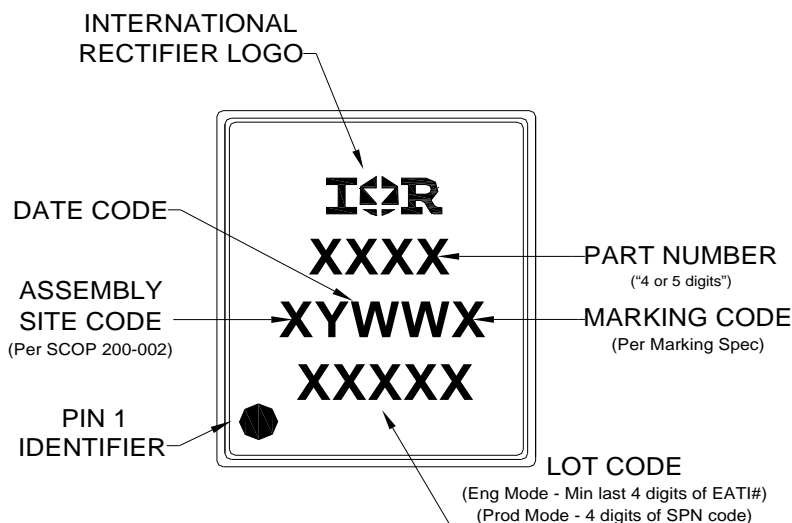 INTERNATIONAL
RECTIFIER LOGO
IOR
DATE CODE
XXXX
PART NUMBER
(“4 or 5 digits”)
ASSEMBLY
SITE CODE
(Per SCOP 200-002)
XYWWX
MARKING CODE
(Per Marking Spec)
XXXXX
PIN 1
IDENTIFIER
LOT CODE
(Eng Mode - Min last 4 digits of EATI#)
(Prod Mode - 4 digits of SPN code)